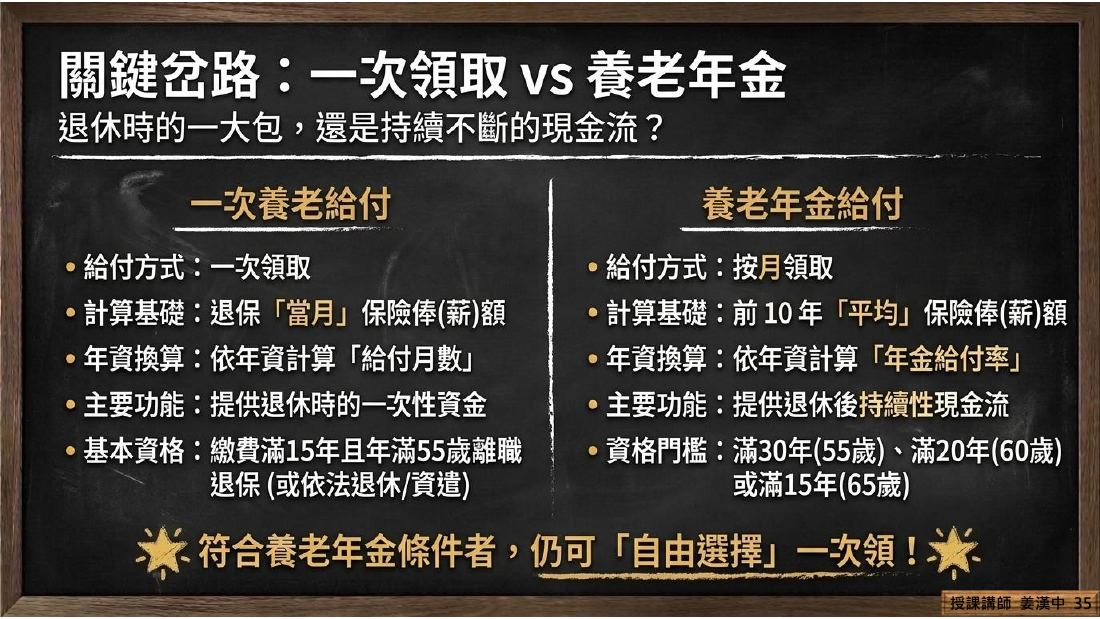 關鍵岔路：一次領取 vs 養老年金
退休時的一大包，還是持續不斷的現金流？
一次養老給付
• 給付方式：一次領取
• 計算基礎：退保「當月」保險俸(薪)額
• 年資換算：依年資計算「給付月數」
• 主要功能：提供退休時的一次性資金
• 基本資格：繳費滿15年且年滿55歲離職
退保 (或依法退休/資遣)
養老年金給付
• 給付方式：按月領取
• 計算基礎：前 10 年「平均」保險俸(薪)額
• 年資換算：依年資計算「年金給付率」
• 主要功能：提供退休後持續性現金流
• 資格門檻：滿30年(55歲)、滿20年(60歲)
或滿15年(65歲)
符合養老年金條件者，仍可「自由選擇」一次領！
授課講師 姜漢中 35